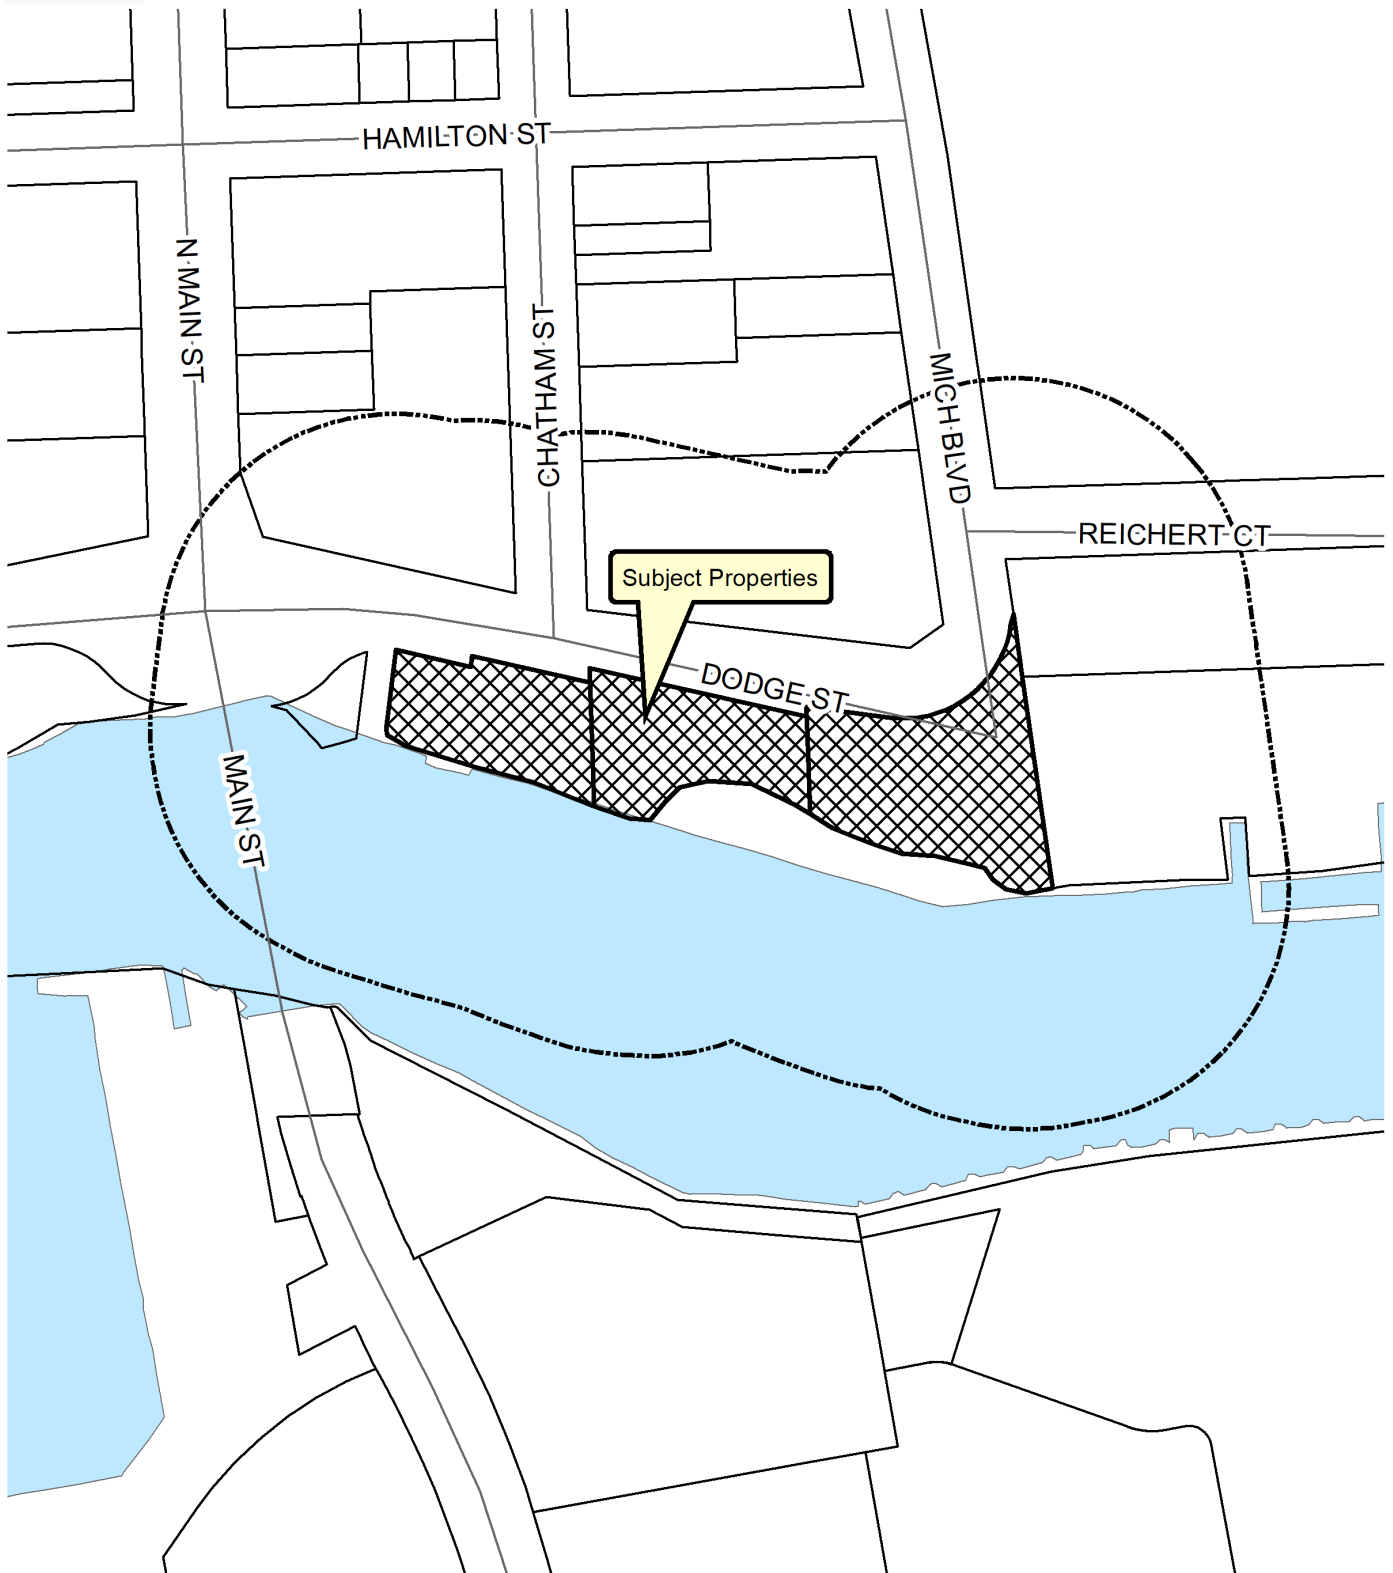 HAMILTON ST
N MAIN ST
CHATHAM ST
MICH BLVD
REICHERT CT
Subject Properties
DODGE ST
MAIN ST